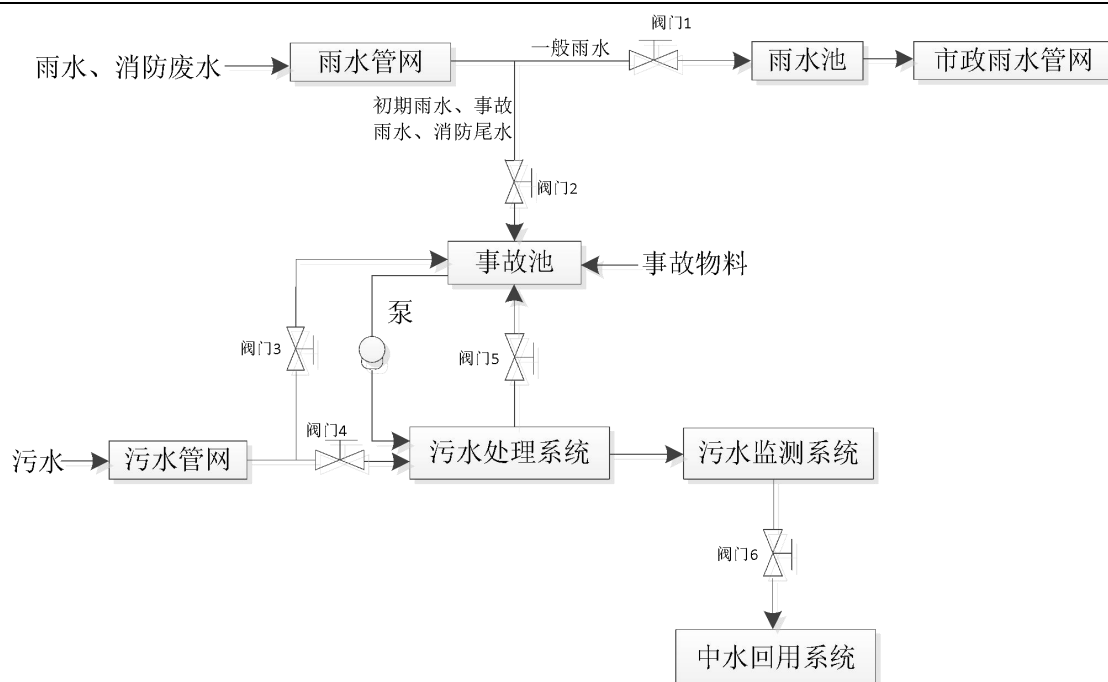 阀门1
一般雨水
雨水、消防废水
雨水管网
雨水池
市政雨水管网
初期雨水、事故
雨水、消防尾水
阀门2
事故池
事故物料
泵
阀门3
阀门5
阀门4
污水
污水管网
污水处理系统
污水监测系统
阀门6
中水回用系统